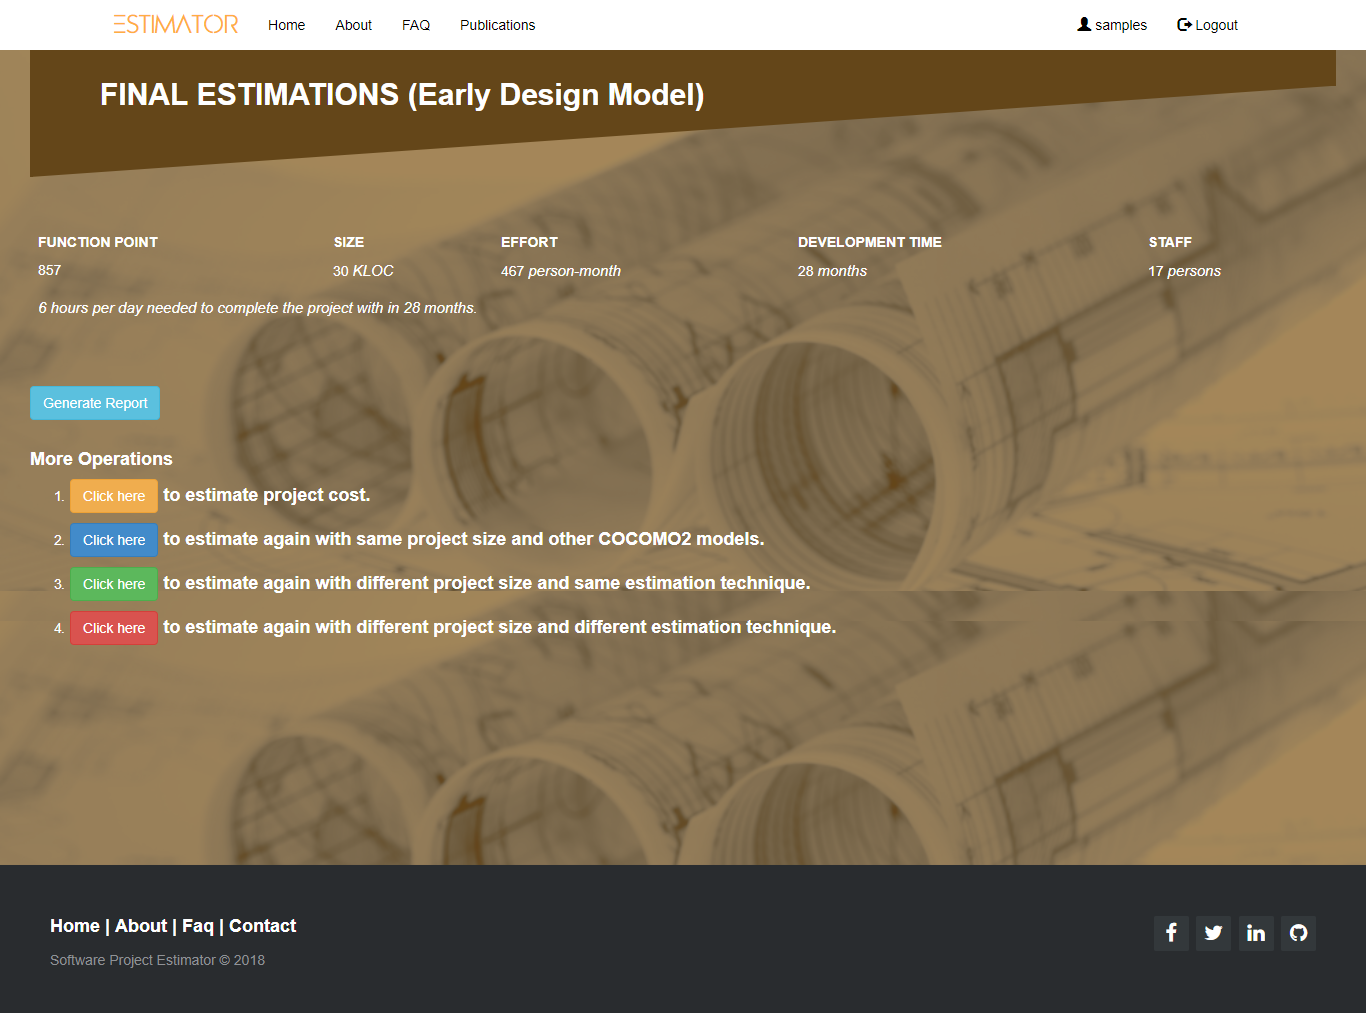 ESTIMATOR Home About FAQ Publications samples Logout
FINAL ESTIMATIONS (Early Design Model)
FUNCTION POINT SIZE EFFORT DEVELOPMENT TIME STAFF
857 30 KLOC 467 person-month 28 months 17 persons
6 hours per day needed to complete the project with in 28 months.
Generate Report
More Operations
1. Click here to estimate project cost.
2. Click here to estimate again with same project size and other COCOMO2 models.
3. Click here to estimate again with different project size and same estimation technique.
4. Click here to estimate again with different project size and different estimation technique.
Home | About | Faq | Contact
Software Project Estimator © 2018